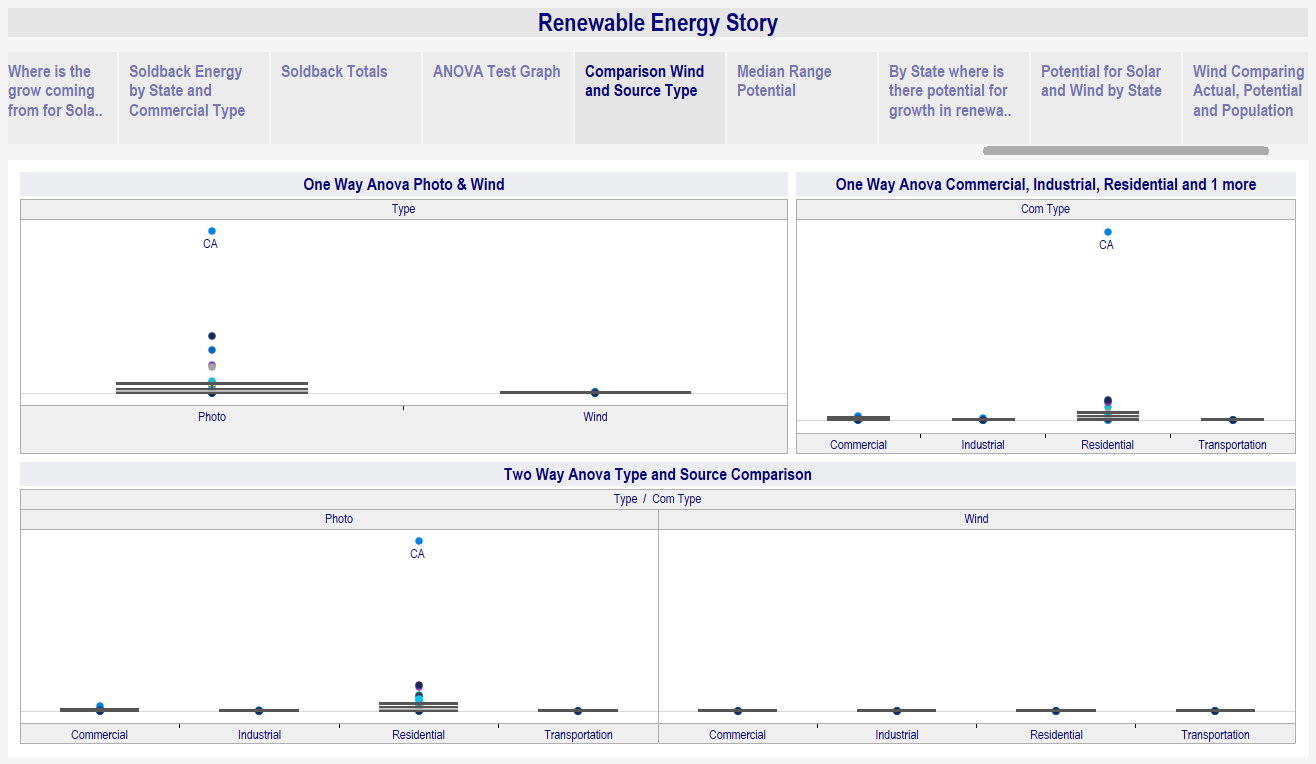 Renewable Energy Story
Where is the
grow coming
from for Sola..
Soldback Energy
by State and
Commercial Type
Soldback Totals
ANOVA Test Graph
Comparison Wind
and Source Type
Median Range
Potential
By State where is
there potential for
growth in renewa..
Potential for Solar
and Wind by State
Wind Comparing
Actual, Potential
and Population
One Way Anova Photo & Wind
Type
CA
Photo
Wind
One Way Anova Commercial, Industrial, Residential and 1 more
Com Type
CA
Commercial
Industrial
Residential
Transportation
Two Way Anova Type and Source Comparison
Type / Com Type
Photo
Wind
CA
Commercial
Industrial
Residential
Transportation
Commercial
Industrial
Residential
Transportation